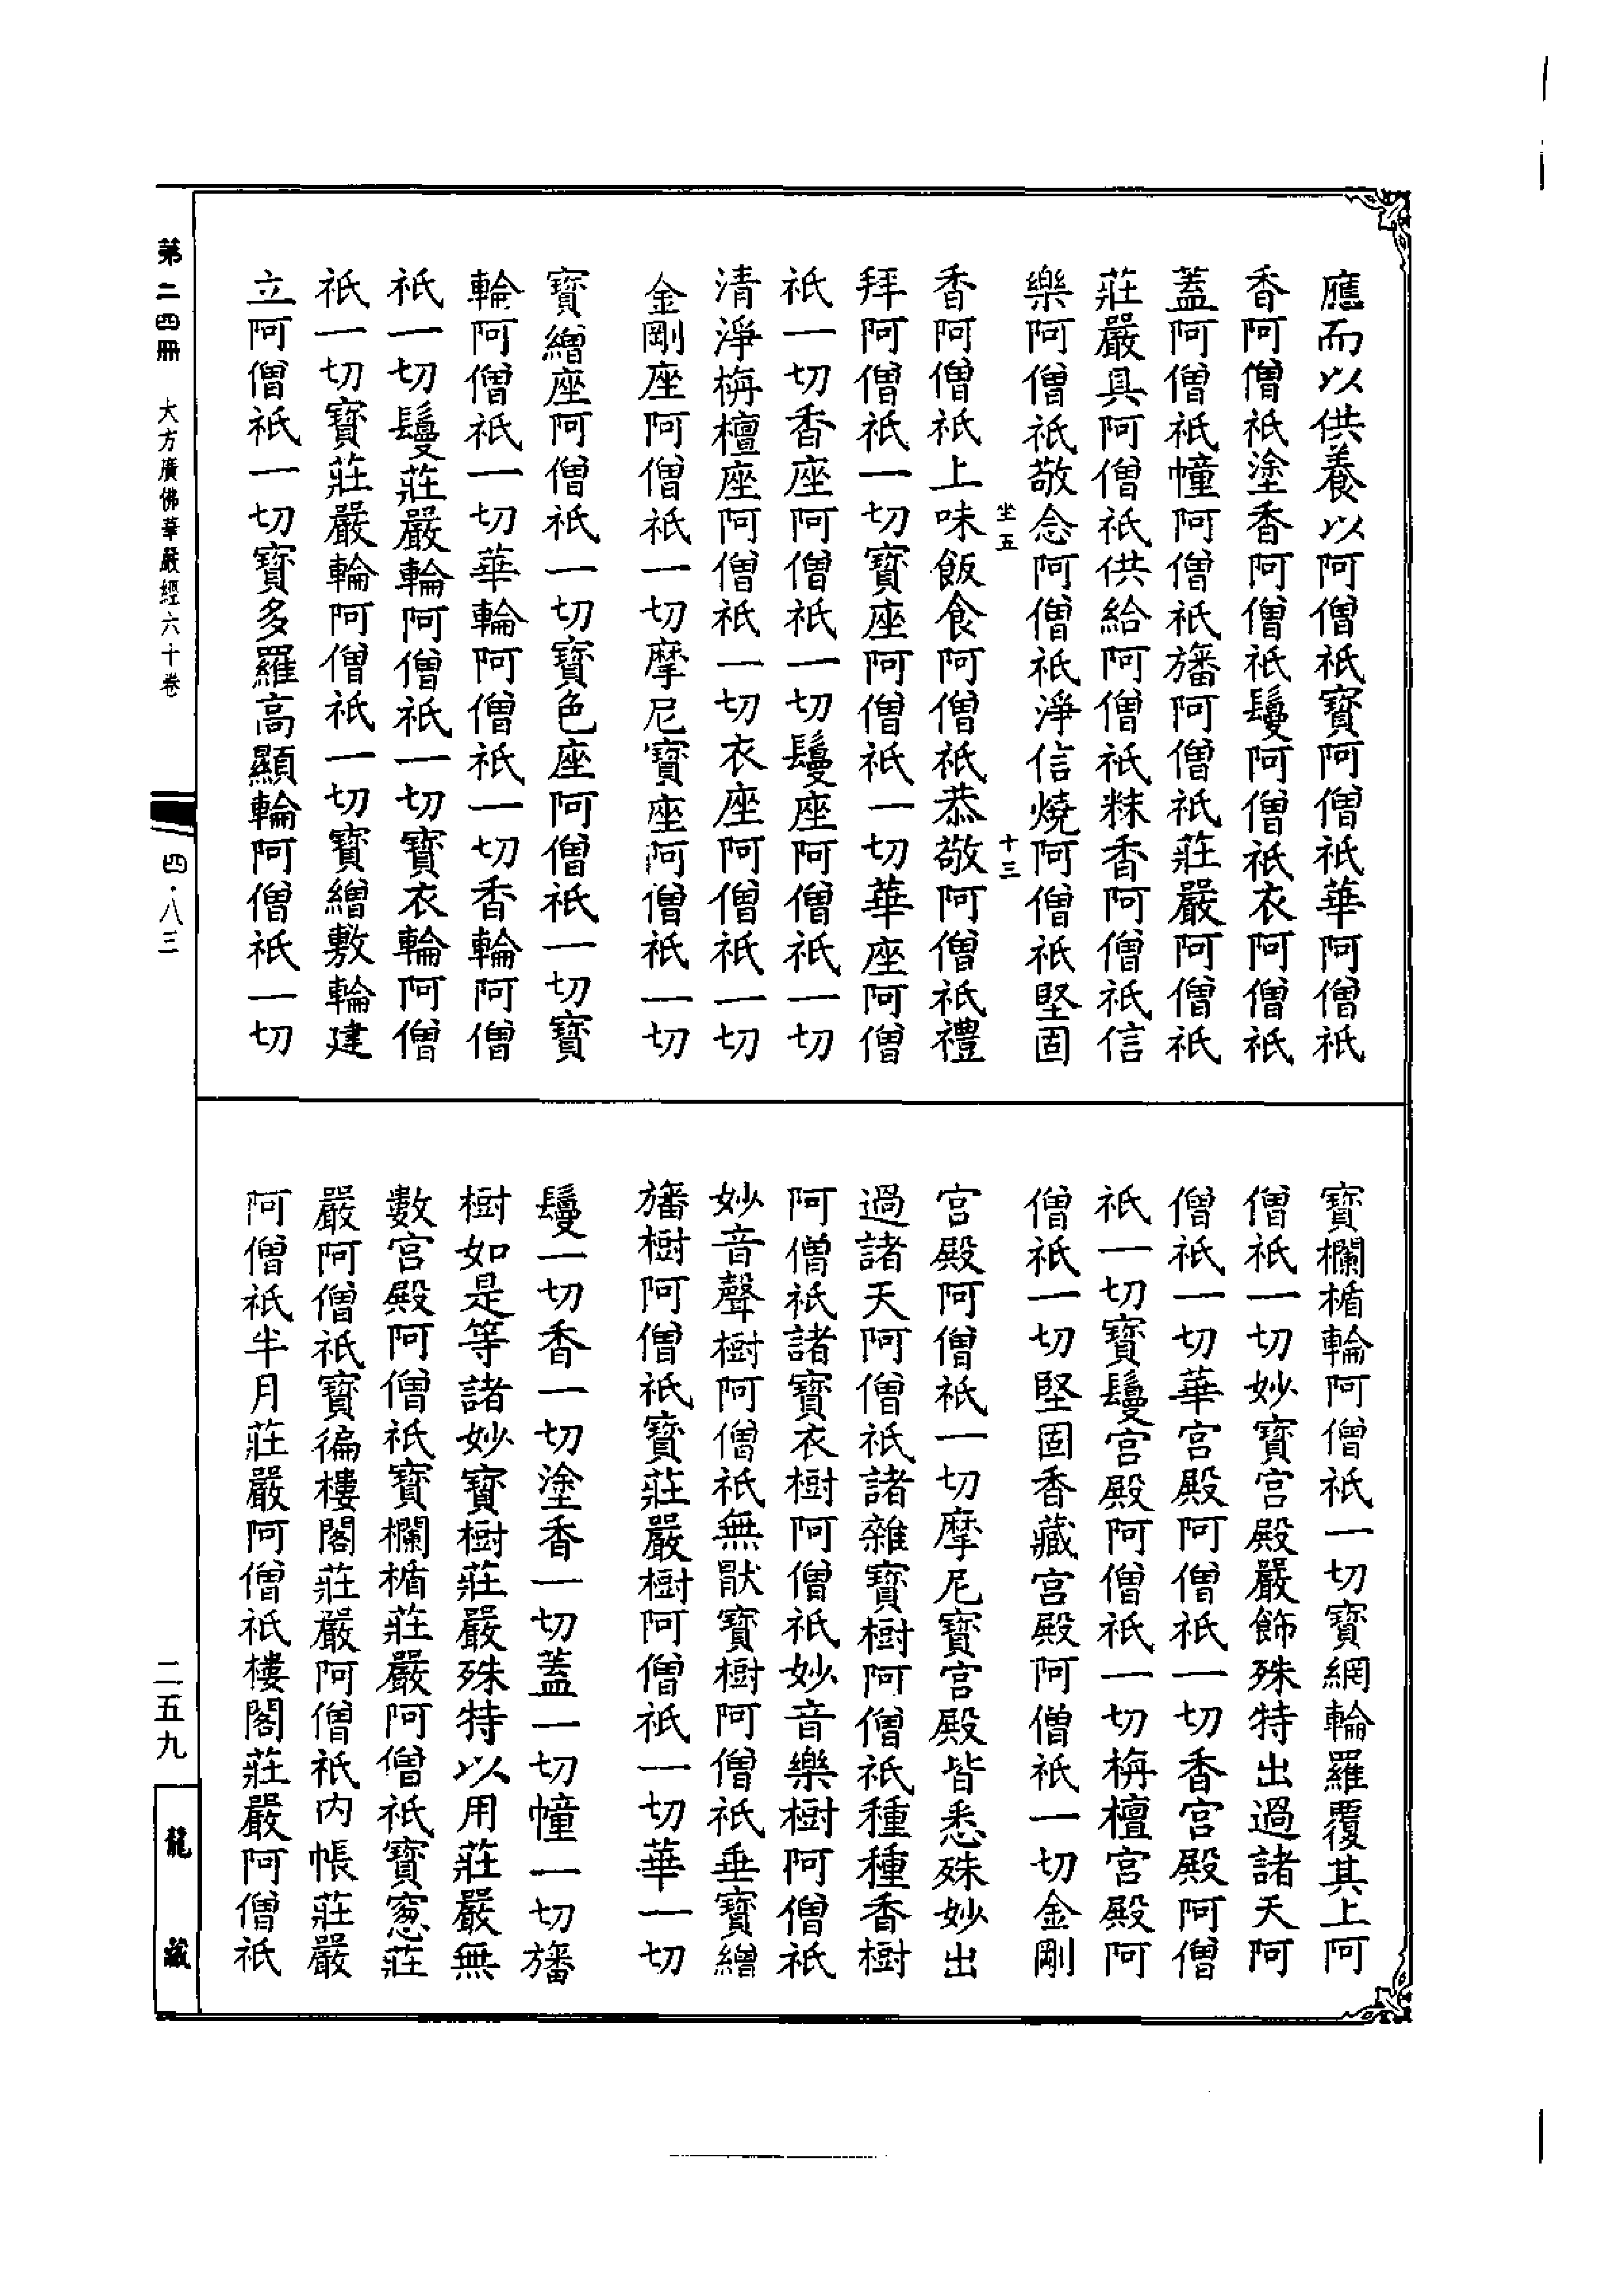 應而以供養以阿僧祇寶阿僧祇華阿僧祇
香阿僧祇塗香阿僧祇鬘阿僧祇衣阿僧祇
蓋阿僧祇幢阿僧祇旛阿僧祇莊嚴阿僧祇
莊嚴具阿僧祇供給阿僧祇粖香阿僧祇信
樂阿僧祇敬念阿僧祇淨信燒阿僧祇堅固
坐五 十三
香阿僧祇上味飯食阿僧祇恭敬阿僧祇禮
拜阿僧祇一切寶座阿僧祇一切華座阿僧
祇一切香座阿僧祇一切鬘座阿僧祇一切
清淨栴檀座阿僧祇一切衣座阿僧祇一切
金剛座阿僧祇一切摩尼寶座阿僧祇一切
寶繒座阿僧祇一切寶色座阿僧祇一切寶
輪阿僧祇一切華輪阿僧祇一切香輪阿僧
祇一切鬘莊嚴輪阿僧祇一切寶衣輪阿僧
祇一切寶莊嚴輪阿僧祇一切寶繒敷輪建
立阿僧祇一切寶多羅高顯輪阿僧祇一切
寶欄楯輪阿僧祇一切寶網輪羅覆其上阿
僧祇一切妙寶宮殿嚴飾殊特出過諸天阿
僧祇一切華宮殿阿僧祇一切香宮殿阿僧
祇一切寶鬘宮殿阿僧祇一切栴檀宮殿阿
僧祇一切堅固香藏宮殿阿僧祇一切金剛
宮殿阿僧祇一切摩尼寶宮殿皆悉殊妙出
過諸天阿僧祇諸雜寶樹阿僧祇種種香樹
阿僧祇諸寶衣樹阿僧祇妙音樂樹阿僧祇
妙音聲樹阿僧祇無猒寶樹阿僧祇垂寶繒
旛樹阿僧祇寶莊嚴樹阿僧祇一切華一切
鬘一切香一切塗香一切蓋一切幢一切旛
樹如是等諸妙寶樹莊嚴殊特以用莊嚴無
數宮殿阿僧祇寶欄楯莊嚴阿僧祇寶窻莊
嚴阿僧祇寶徧樓閣莊嚴阿僧祇內帳莊嚴
阿僧祇半月莊嚴阿僧祇樓閣莊嚴阿僧祇
第二四冊 大方廣佛華嚴經六十卷 四·八三 二五九 龍藏